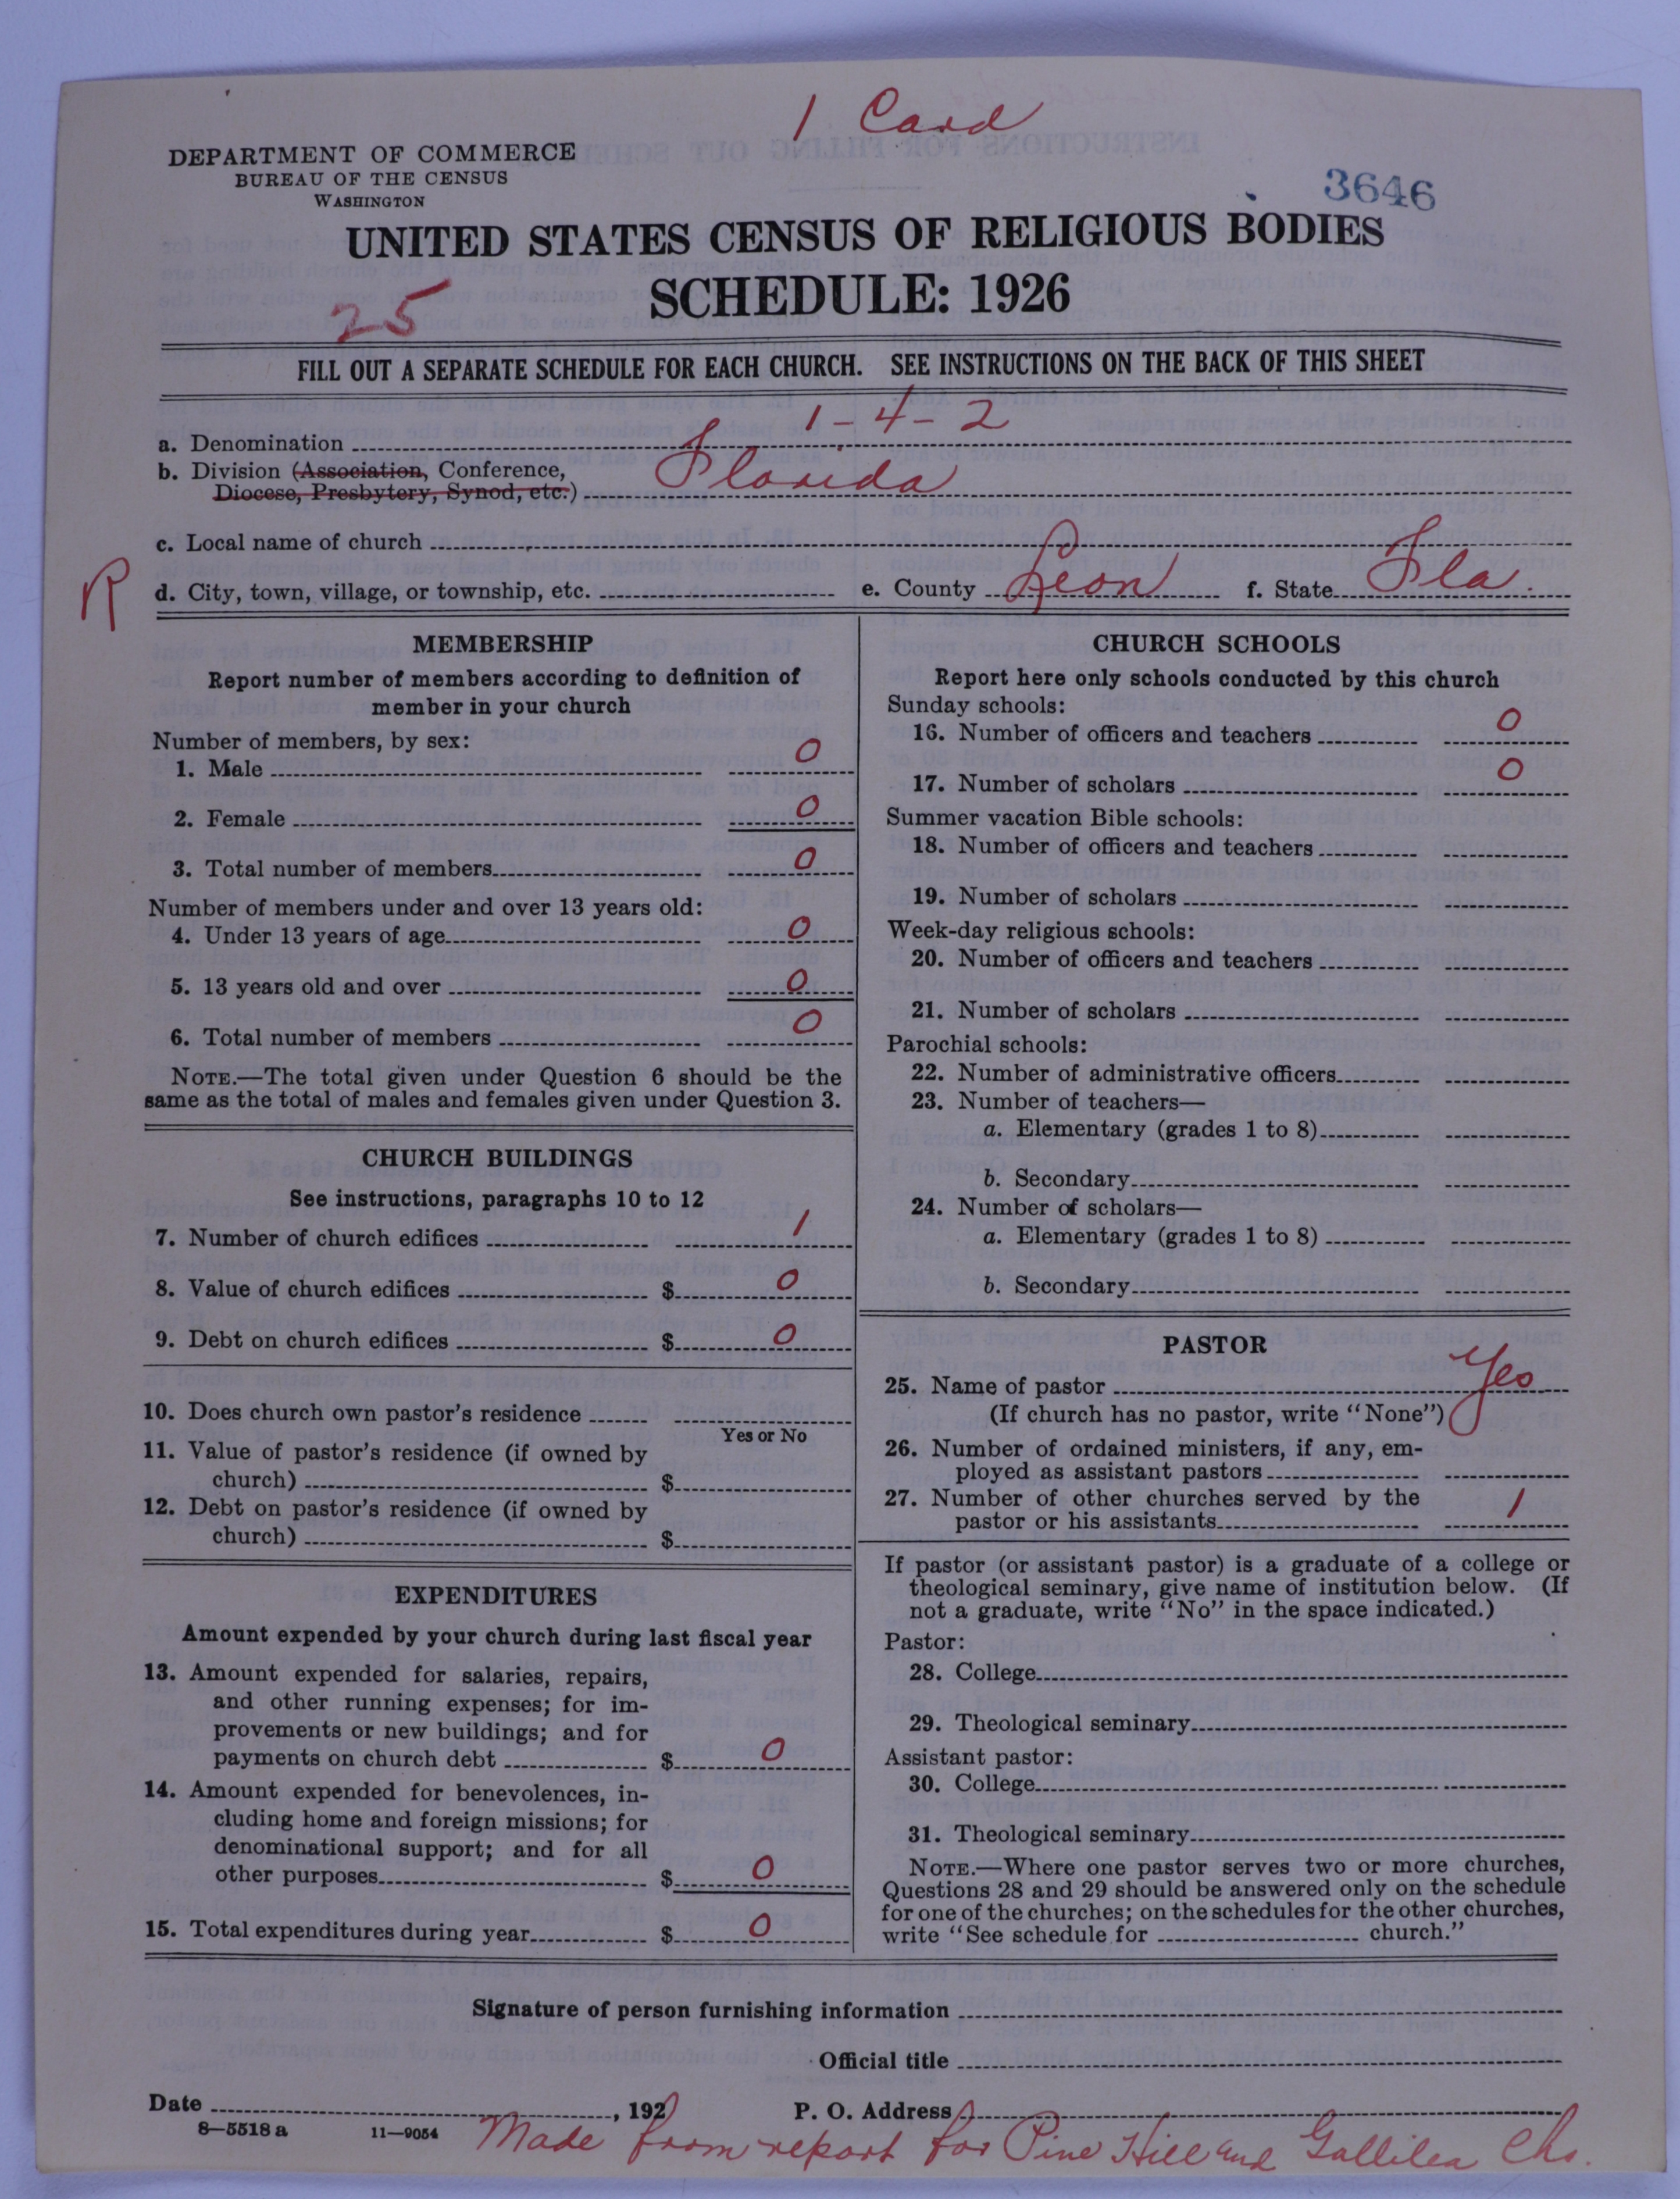 1 Card
DEPARTMENT OF COMMERCE
BUREAU OF THE CENSUS
WASHINGTON
3646
UNITED STATES CENSUS OF RELIGIOUS BODIES
SCHEDULE: 1926
25
FILL OUT A SEPARATE SCHEDULE FOR EACH CHURCH. SEE INSTRUCTIONS ON THE BACK OF THIS SHEET
a. Denomination 1-4-2
b. Division (Association, Conference,
Diocese, Presbytery, Synod, etc.) Florida
c. Local name of church
R d. City, town, village, or township, etc. e. County Leon f. State Fla.
MEMBERSHIP
Report number of members according to definition of
member in your church
Number of members, by sex:
1. Male 0
2. Female 0
3. Total number of members 0
Number of members under and over 13 years old:
4. Under 13 years of age 0
5. 13 years old and over 0
6. Total number of members 0
NOTE.—The total given under Question 6 should be the
same as the total of males and females given under Question 3.
CHURCH BUILDINGS
See instructions, paragraphs 10 to 12
7. Number of church edifices 1
8. Value of church edifices $ 0
9. Debt on church edifices $ 0
10. Does church own pastor's residence
Yes or No
11. Value of pastor's residence (if owned by
church) $
12. Debt on pastor's residence (if owned by
church) $
EXPENDITURES
Amount expended by your church during last fiscal year
13. Amount expended for salaries, repairs,
and other running expenses; for im-
provements or new buildings; and for
payments on church debt $ 0
14. Amount expended for benevolences, in-
cluding home and foreign missions; for
denominational support; and for all
other purposes $ 0
15. Total expenditures during year $ 0
CHURCH SCHOOLS
Report here only schools conducted by this church
Sunday schools:
16. Number of officers and teachers 0
17. Number of scholars 0
Summer vacation Bible schools:
18. Number of officers and teachers
19. Number of scholars
Week-day religious schools:
20. Number of officers and teachers
21. Number of scholars
Parochial schools:
22. Number of administrative officers
23. Number of teachers—
a. Elementary (grades 1 to 8)
b. Secondary
24. Number of scholars—
a. Elementary (grades 1 to 8)
b. Secondary
PASTOR
25. Name of pastor Yes
(If church has no pastor, write "None")
26. Number of ordained ministers, if any, em-
ployed as assistant pastors
27. Number of other churches served by the
pastor or his assistants 1
If pastor (or assistant pastor) is a graduate of a college or
theological seminary, give name of institution below. (If
not a graduate, write "No" in the space indicated.)
Pastor:
28. College
29. Theological seminary
Assistant pastor:
30. College
31. Theological seminary
NOTE.—Where one pastor serves two or more churches,
Questions 28 and 29 should be answered only on the schedule
for one of the churches; on the schedules for the other churches,
write "See schedule for church."
Signature of person furnishing information
Official title
Date , 192 P. O. Address
8—5518 a 11—9054
Made from report for Pine Hill and Gallilea Chs.